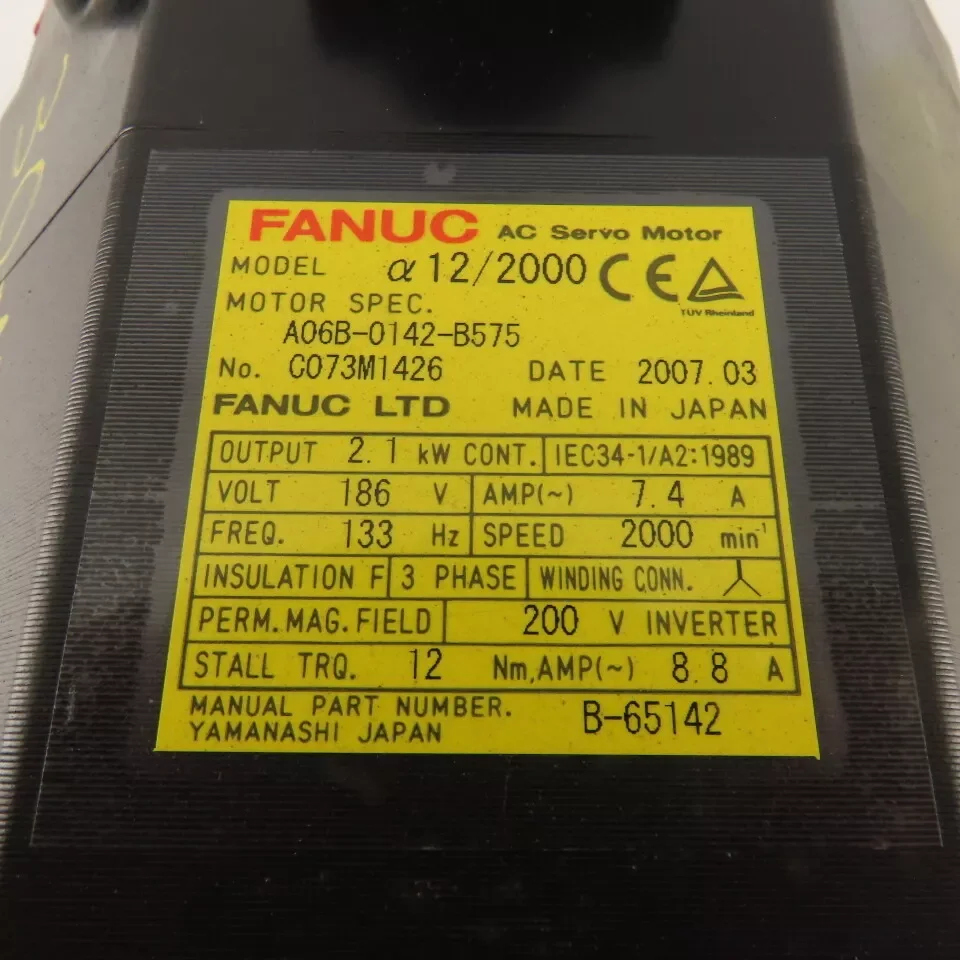 FANUC AC Servo Motor
MODEL α12/2000 CE
TÜV Rheinland
MOTOR SPEC.
A06B-0142-B575
No. C073M1426 DATE 2007.03
FANUC LTD MADE IN JAPAN
OUTPUT 2.1 kW CONT. IEC34-1/A2:1989
VOLT 186 V AMP(~) 7.4 A
FREQ. 133 Hz SPEED 2000 min⁻¹
INSULATION F 3 PHASE WINDING CONN.
PERM.MAG.FIELD 200 V INVERTER
STALL TRQ. 12 Nm,AMP(~) 8.8 A
MANUAL PART NUMBER. B-65142
YAMANASHI JAPAN